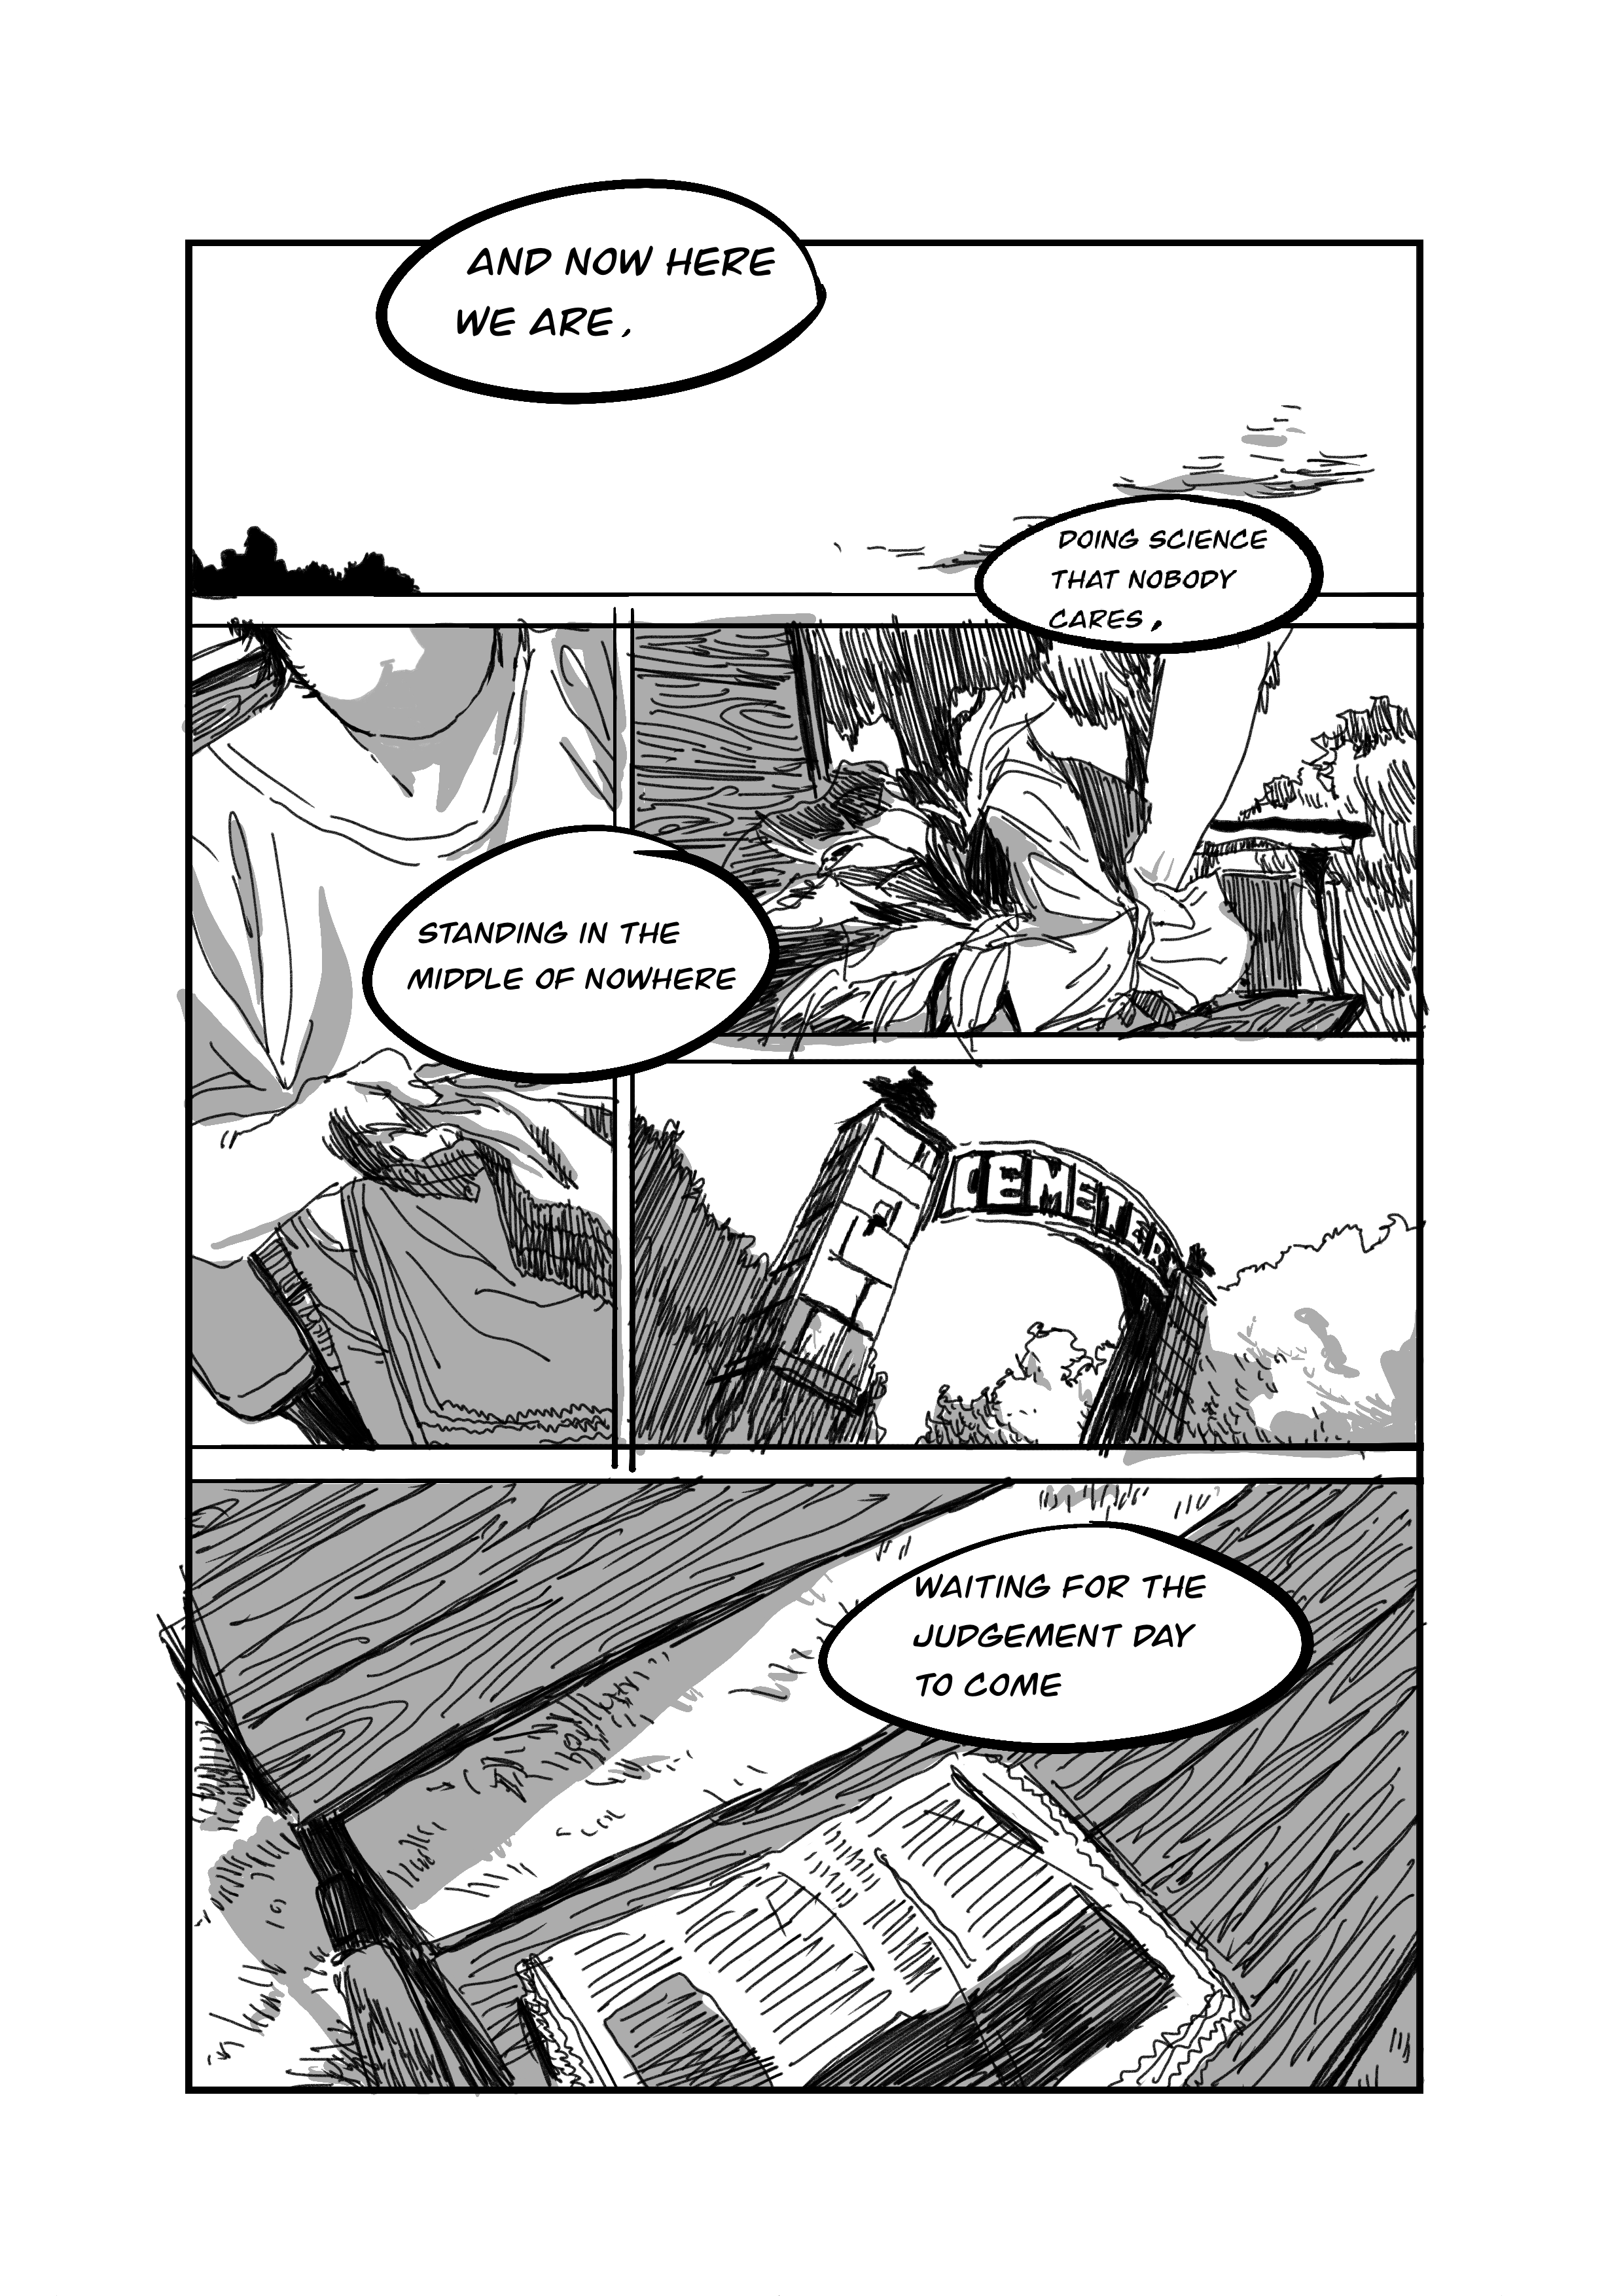 AND NOW HERE
WE ARE,
DOING SCIENCE
THAT NOBODY
CARES,
STANDING IN THE
MIDDLE OF NOWHERE
CEMETERY
WAITING FOR THE
JUDGEMENT DAY
TO COME